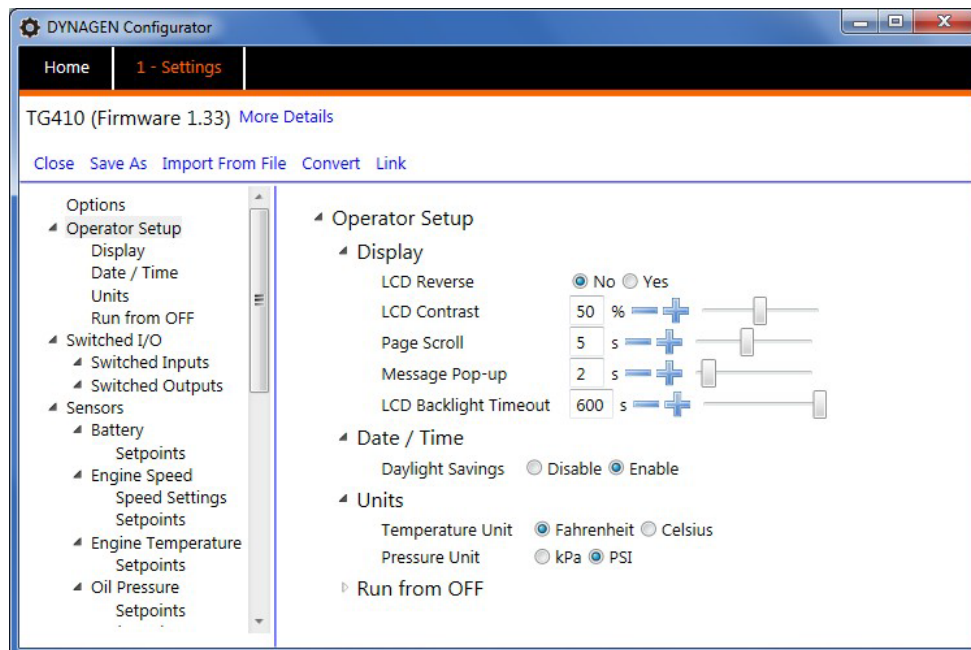 DYNAGEN Configurator
Home 1 - Settings
TG410 (Firmware 1.33) More Details
Close Save As Import From File Convert Link
Options
Operator Setup
Display
Date / Time
Units
Run from OFF
Switched I/O
Switched Inputs
Switched Outputs
Sensors
Battery
Setpoints
Engine Speed
Speed Settings
Setpoints
Engine Temperature
Setpoints
Oil Pressure
Setpoints
Operator Setup
Display
LCD Reverse No Yes
LCD Contrast 50 %
Page Scroll 5 s
Message Pop-up 2 s
LCD Backlight Timeout 600 s
Date / Time
Daylight Savings Disable Enable
Units
Temperature Unit Fahrenheit Celsius
Pressure Unit kPa PSI
Run from OFF